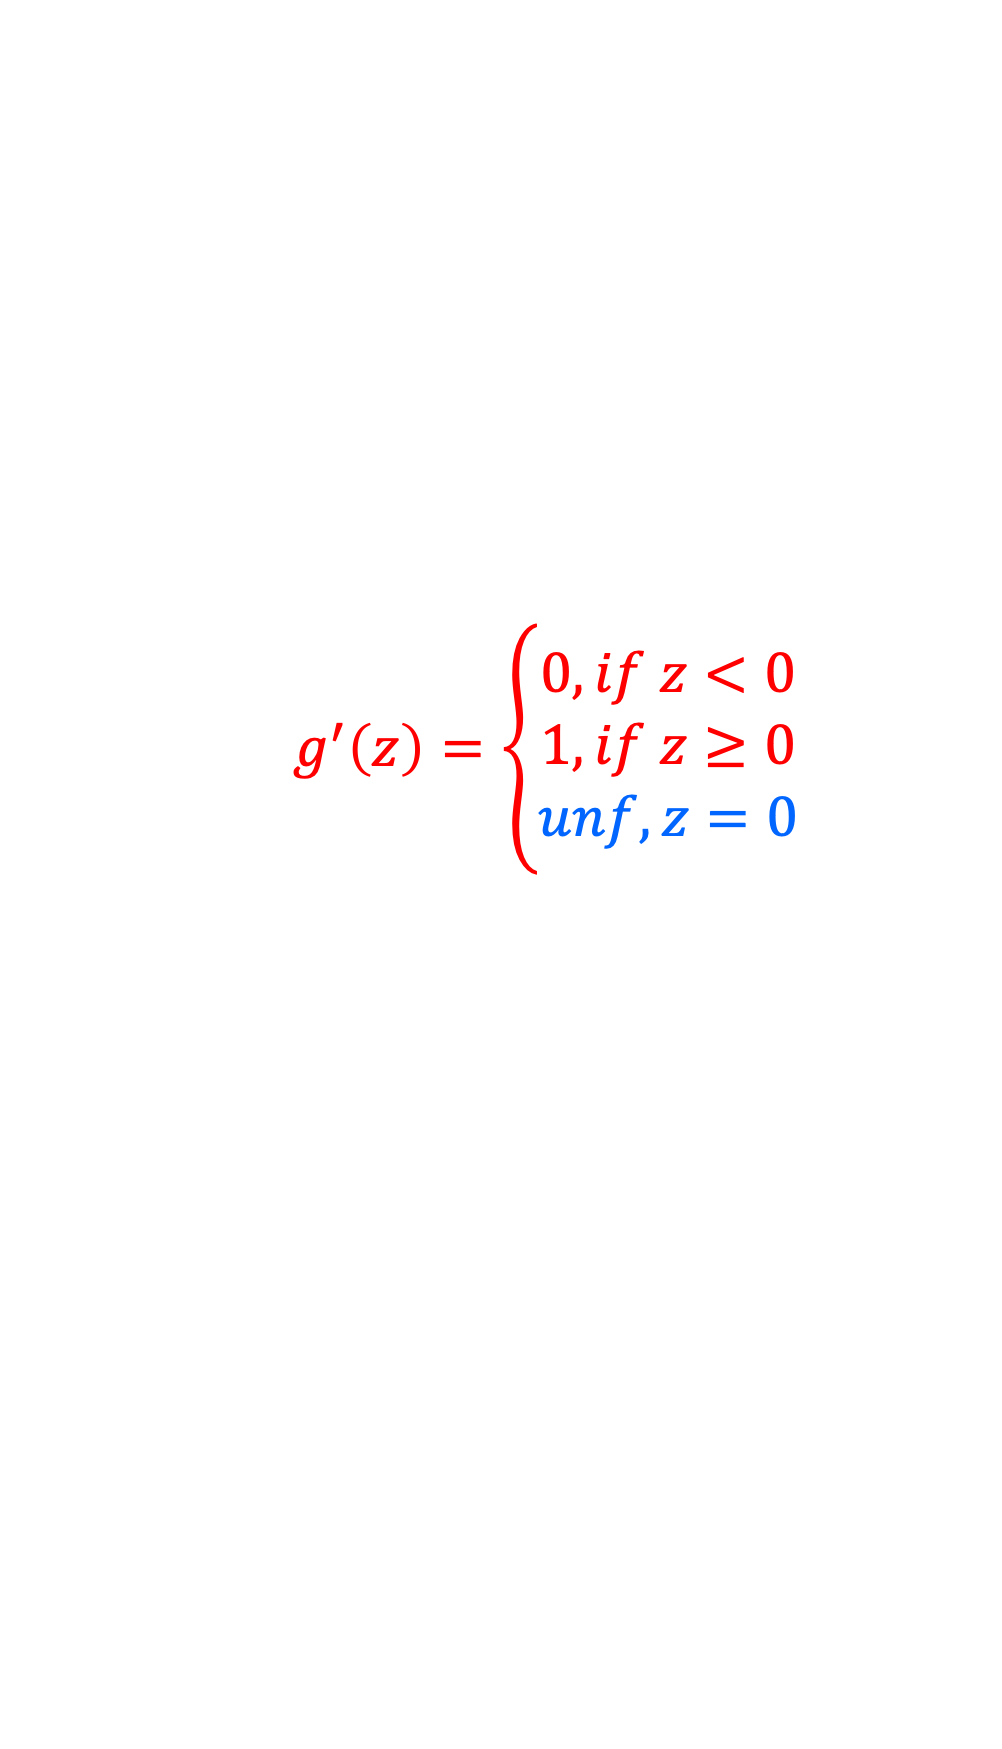 g′(z) =
0, if z < 0
1, if z ≥ 0
unf, z = 0